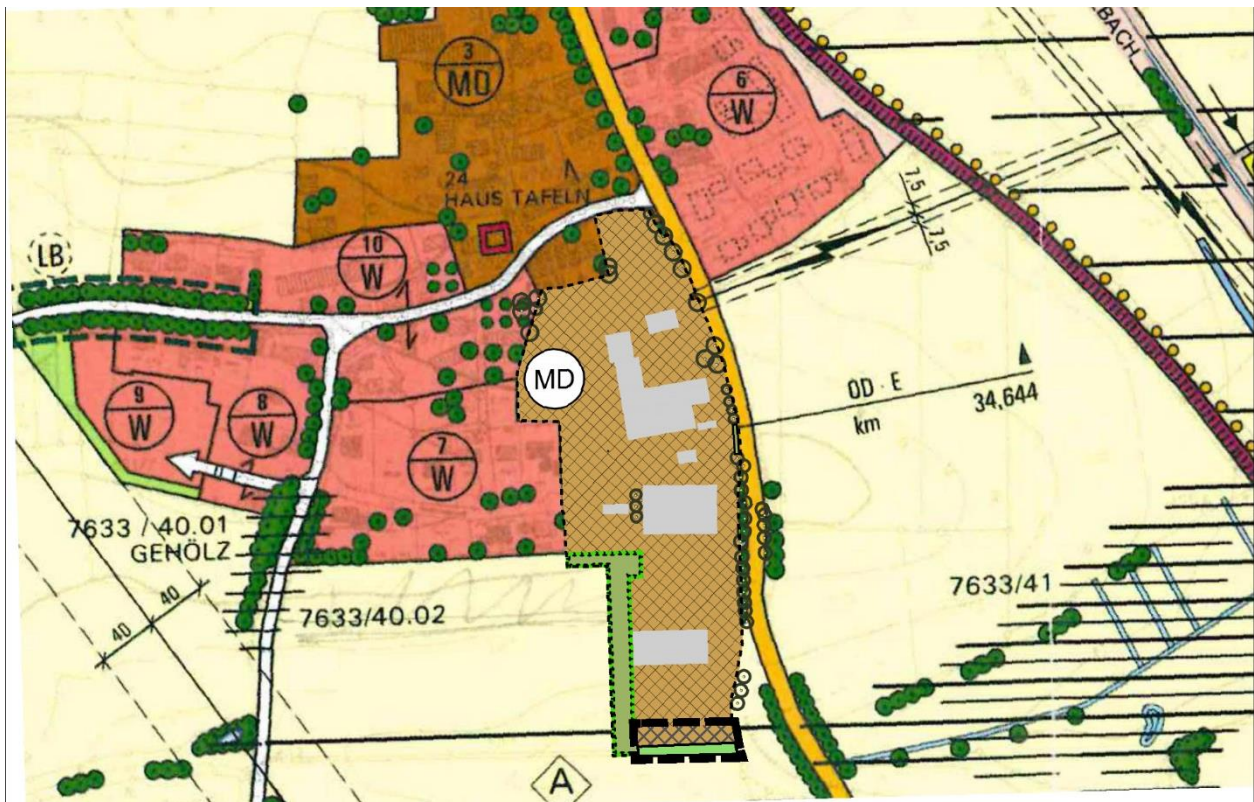 3
MD
6
W
BACH
24
HAUS TAFELN
7,5
7,5
LB
10
W
MD
OD - E
km
34,644
9
W
8
W
7
W
7633 / 40.01
GEHÖLZ
7633/40.02
7633/41
40
40
A